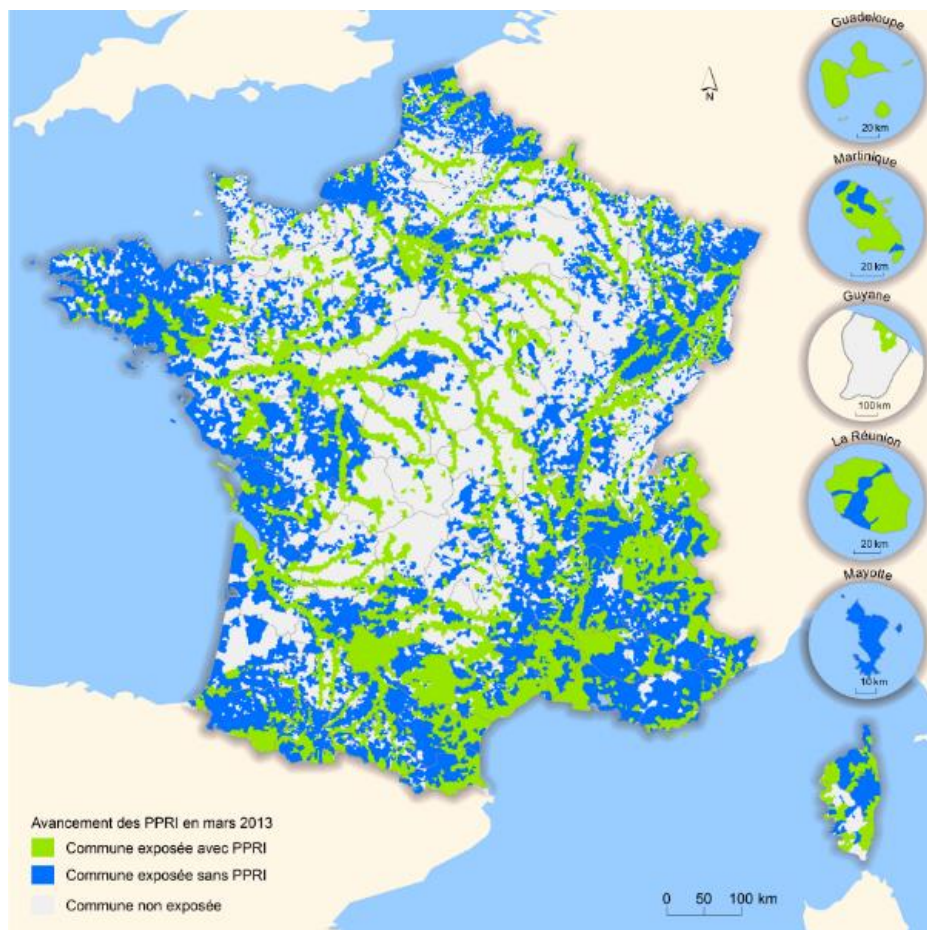 Guadeloupe
20 km
N
Martinique
20 km
Guyane
100 km
La Réunion
20 km
Mayotte
10 km
Avancement des PPRI en mars 2013
Commune exposée avec PPRI
Commune exposée sans PPRI
Commune non exposée
0 50 100 km